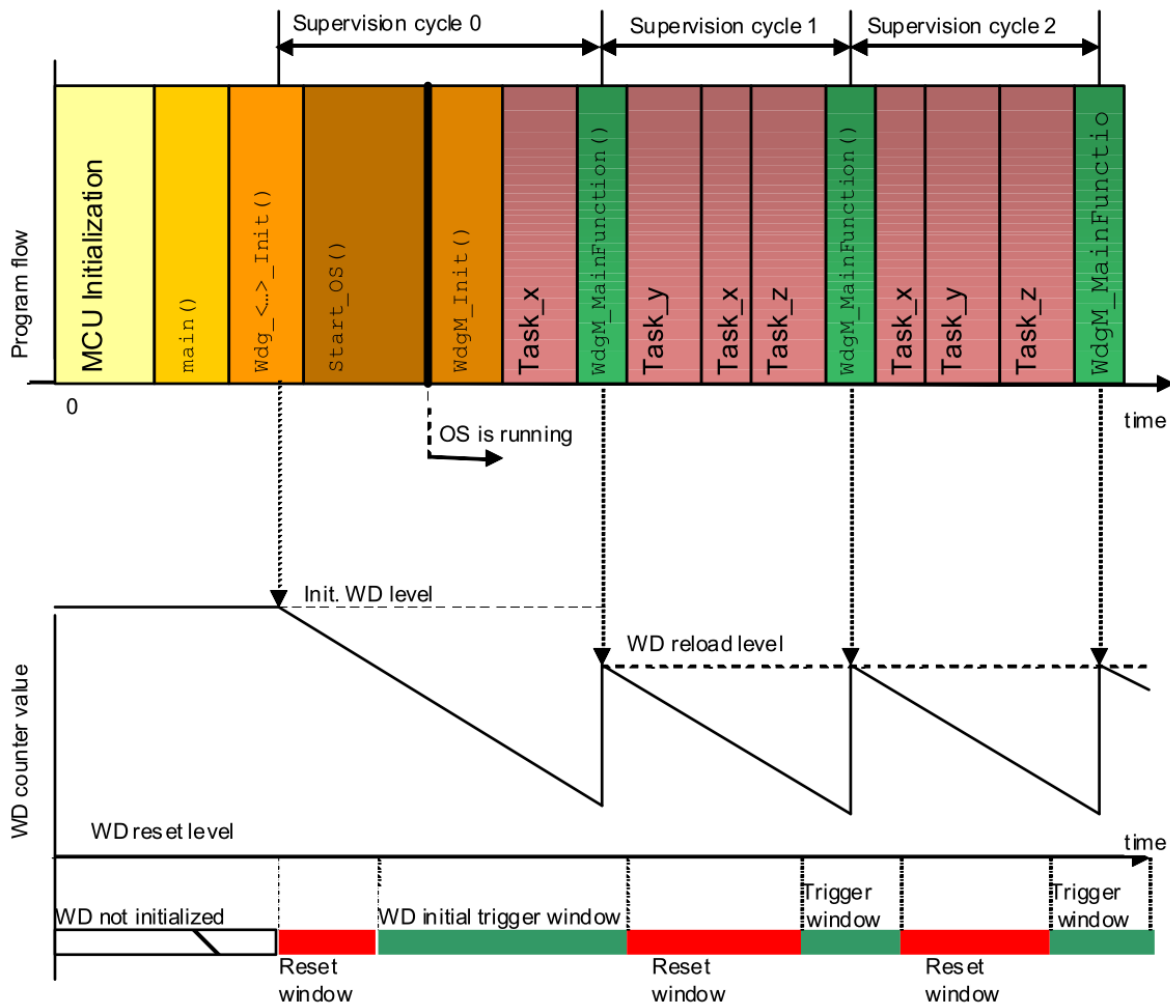 Supervision cycle 0
Supervision cycle 1
Supervision cycle 2
Program flow
MCU Initialization
main()
Wdg_<…>_Init()
Start_OS()
WdgM_Init()
Task_x
WdgM_MainFunction()
Task_y
Task_x
Task_z
WdgM_MainFunction()
Task_x
Task_y
Task_z
WdgM_MainFunctio
0
time
OS is running
Init. WD level
WD reload level
WD counter value
WD reset level
time
WD not initialized
WD initial trigger window
Trigger
window
Trigger
window
Reset
window
Reset
window
Reset
window